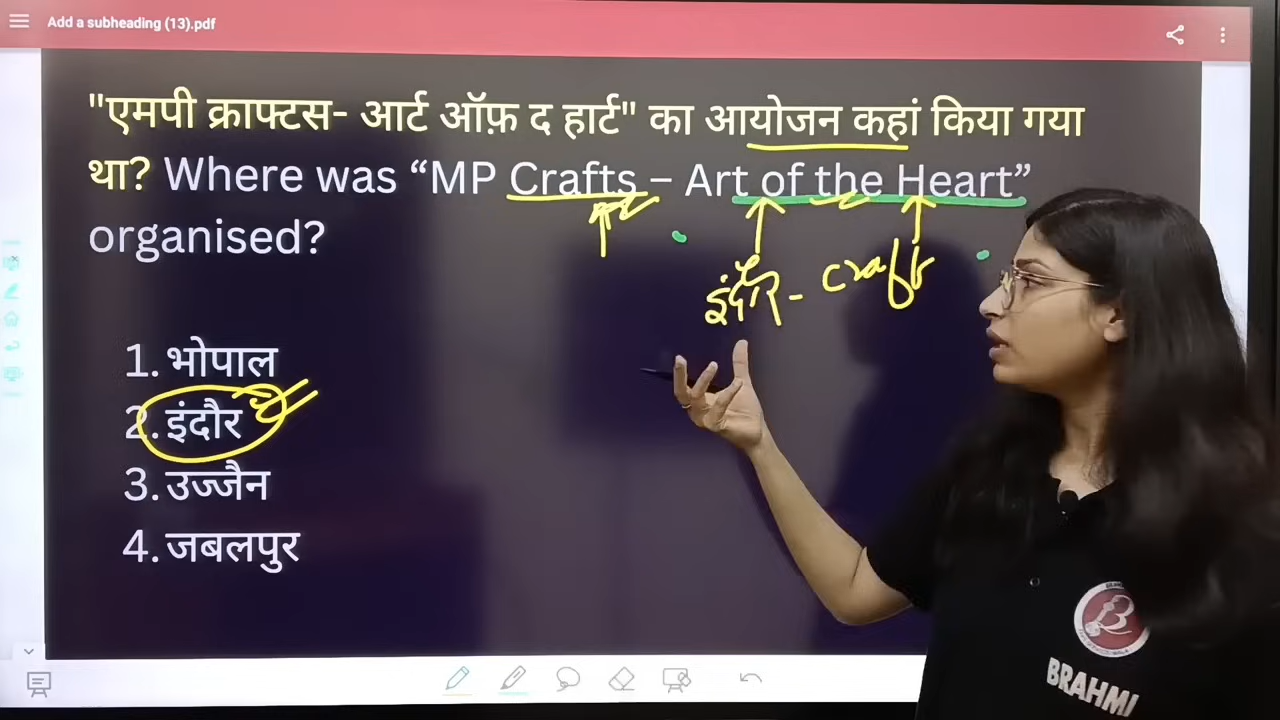 Add a subheading (13).pdf
"एमपी क्राफ्टस- आर्ट ऑफ़ द हार्ट" का आयोजन कहां किया गया
था? Where was “MP Crafts – Art of the Heart”
organised?
इंदौर - craft
1. भोपाल
2. इंदौर
3. उज्जैन
4. जबलपुर
BRAHMI